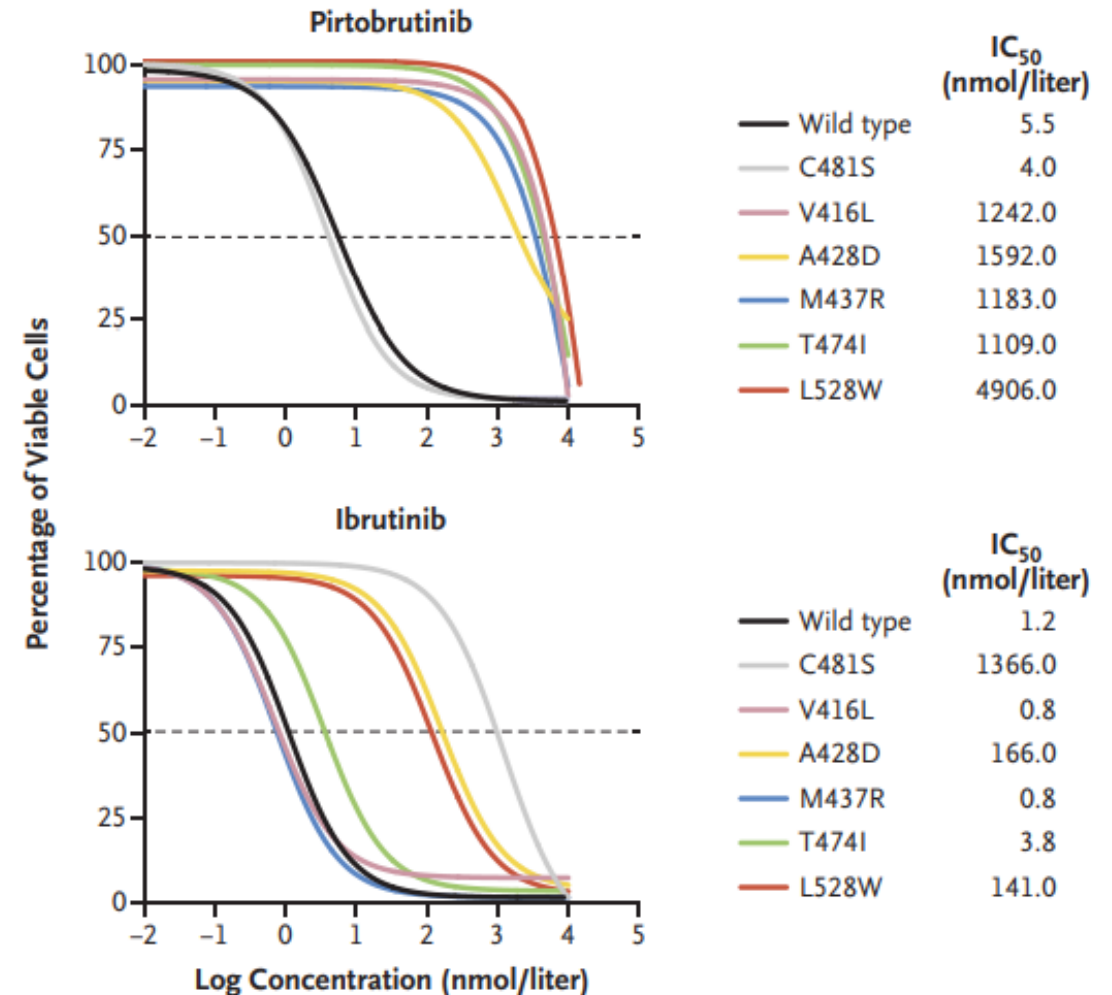 Pirtobrutinib
100
75
50
25
0
–2 –1 0 1 2 3 4 5
IC50
(nmol/liter)
Wild type 5.5
C481S 4.0
V416L 1242.0
A428D 1592.0
M437R 1183.0
T474I 1109.0
L528W 4906.0
Percentage of Viable Cells
Ibrutinib
100
75
50
25
0
–2 –1 0 1 2 3 4 5
Log Concentration (nmol/liter)
IC50
(nmol/liter)
Wild type 1.2
C481S 1366.0
V416L 0.8
A428D 166.0
M437R 0.8
T474I 3.8
L528W 141.0